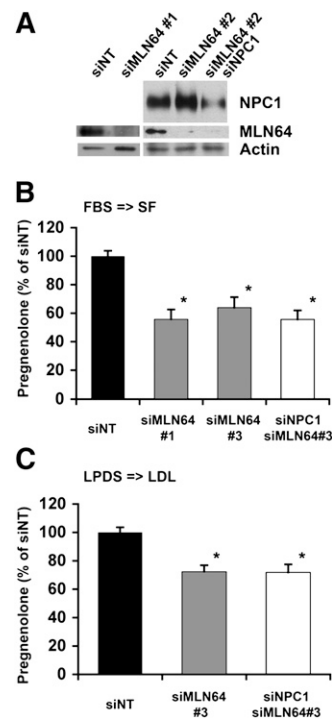 A
siNT
siMLN64 #1
siNT
siMLN64 #2
siMLN64 #2
siNPC1
NPC1
MLN64
Actin
B
FBS => SF
Pregnenolone (% of siNT)
120
100
80
60
40
20
0
*
*
*
siNT
siMLN64
#1
siMLN64
#3
siNPC1
siMLN64#3
C
LPDS => LDL
Pregnenolone (% of siNT)
120
100
80
60
40
20
0
*
*
siNT
siMLN64
#3
siNPC1
siMLN64#3